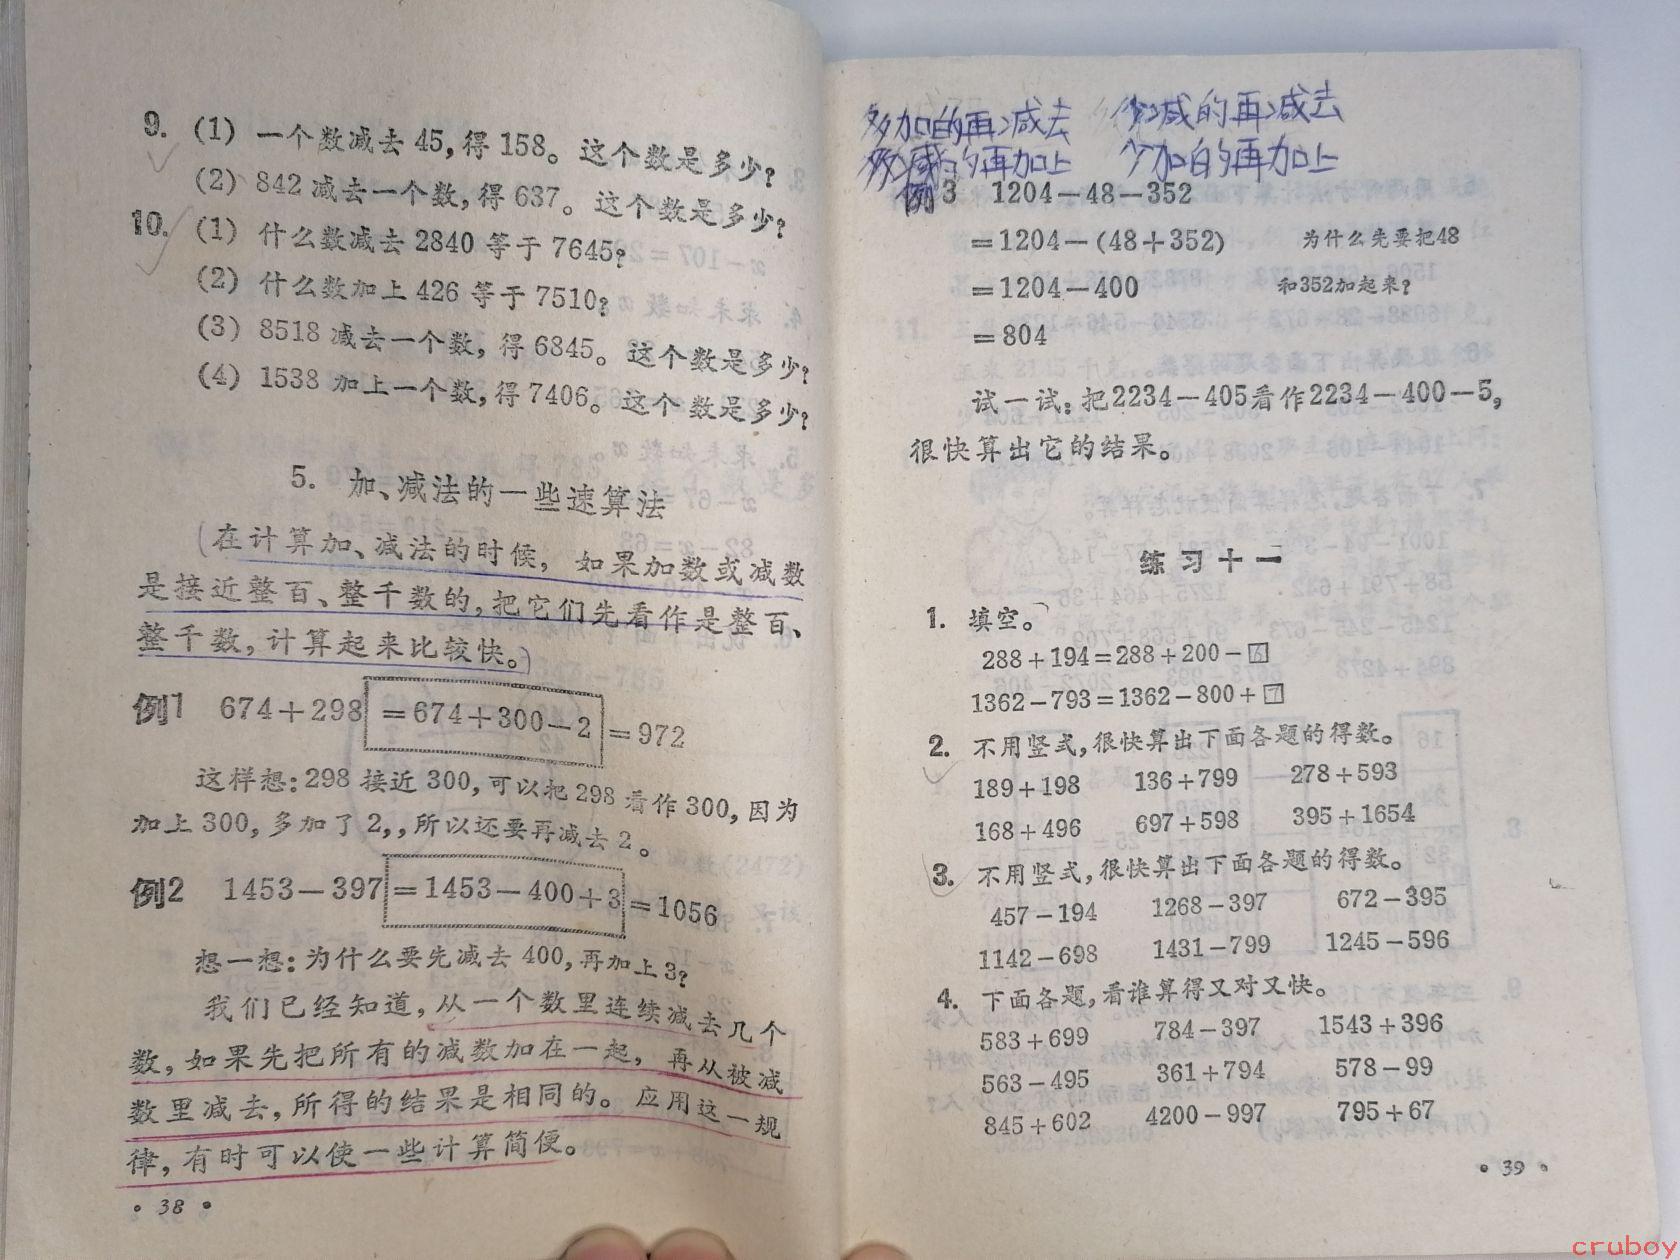 9. (1) 一个数减去45，得158。这个数是多少？
(2) 842减去一个数，得637。这个数是多少？
10. (1) 什么数减去2840等于7645？
(2) 什么数加上426等于7510？
(3) 8518减去一个数，得6845。这个数是多少？
(4) 1538加上一个数，得7406。这个数是多少？
5. 加、减法的一些速算法
(在计算加、减法的时候，如果加数或减数
是接近整百、整千数的，把它们先看作是整百、
整千数，计算起来比较快。)
例1 674+298=674+300-2=972
这样想：298接近300，可以把298看作300，因为
加上300，多加了2，，所以还要再减去2。
例2 1453-397=1453-400+3=1056
想一想：为什么要先减去400，再加上3？
我们已经知道，从一个数里连续减去几个
数，如果先把所有的减数加在一起，再从被减
数里减去，所得的结果是相同的。应用这一规
律，有时可以使一些计算简便。
• 38 •
多加的再减去 少减的再减去
多减的再加上 少加的再加上
例3 1204-48-352
=1204-(48+352) 为什么先要把48
=1204-400 和352加起来？
=804
试一试：把2234-405看作2234-400-5，
很快算出它的结果。
练习十一
1. 填空。
288+194=288+200-6
1362-793=1362-800+7
2. 不用竖式，很快算出下面各题的得数。
189+198 136+799 278+593
168+496 697+598 395+1654
3. 不用竖式，很快算出下面各题的得数。
457-194 1268-397 672-395
1142-698 1431-799 1245-596
4. 下面各题，看谁算得又对又快。
583+699 784-397 1543+396
563-495 361+794 578-99
845+602 4200-997 795+67
• 39 •
cruboy